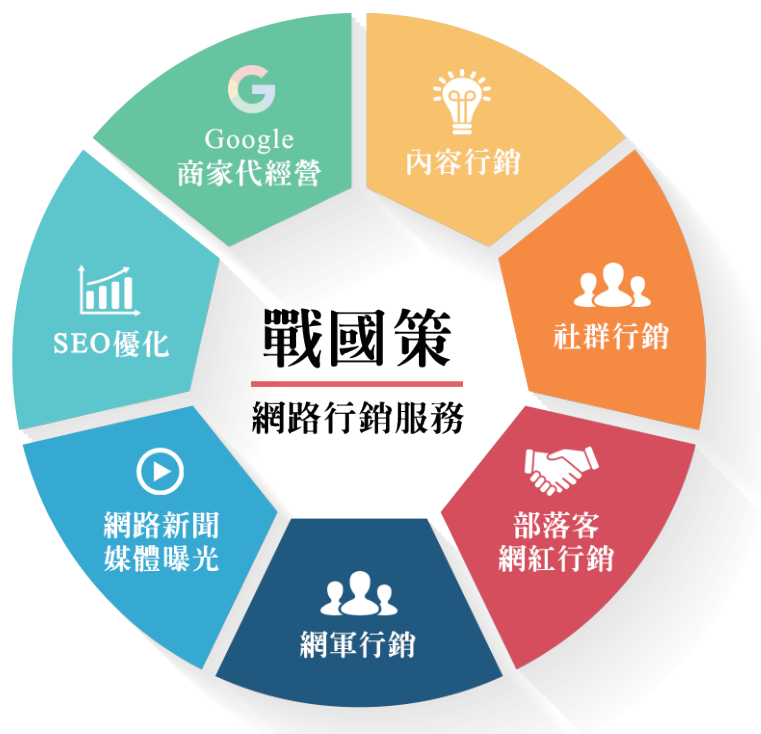 戰國策
網路行銷服務
Google
商家代經營
內容行銷
社群行銷
部落客
網紅行銷
網軍行銷
網路新聞
媒體曝光
SEO優化